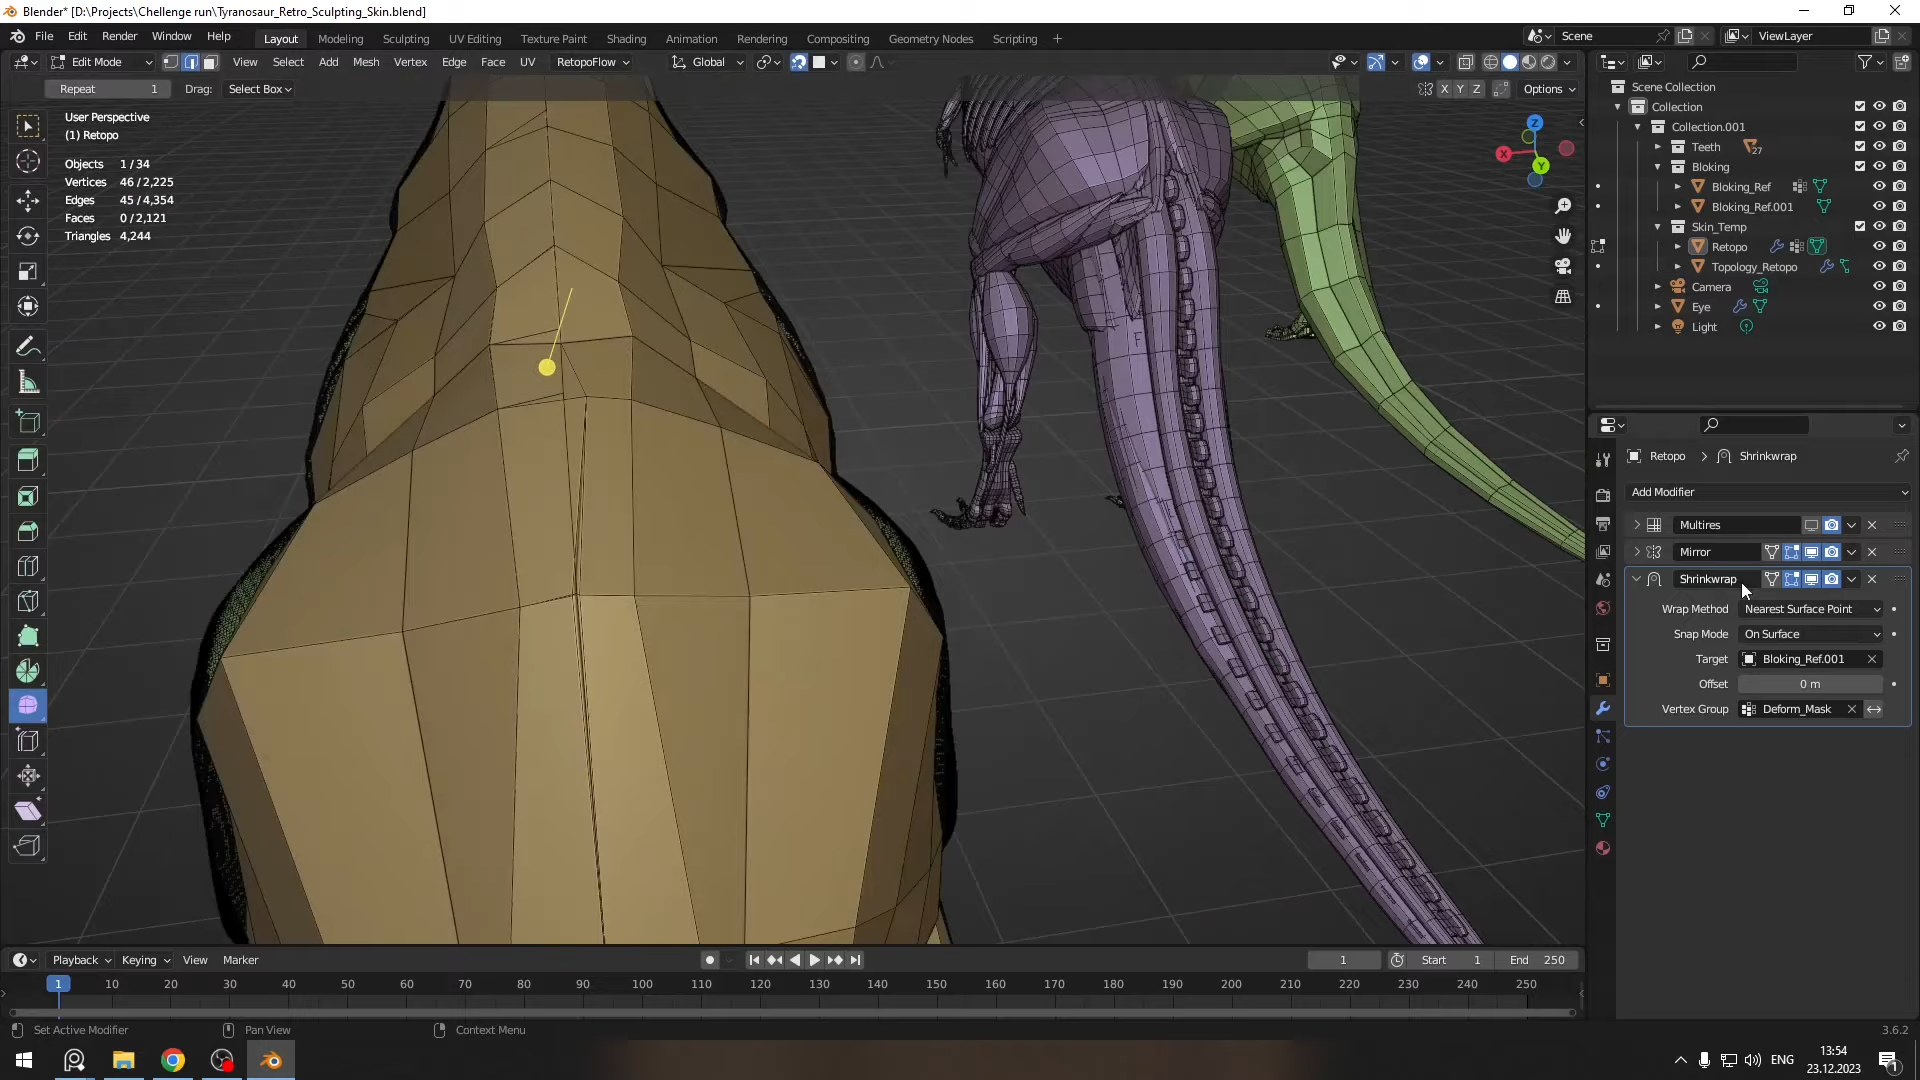 Blender* [D:\Projects\Chellenge run\Tyranosaur_Retro_Sculpting_Skin.blend]
File Edit Render Window Help Layout Modeling Sculpting UV Editing Texture Paint Shading Animation Rendering Compositing Geometry Nodes Scripting + Scene ViewLayer
Edit Mode View Select Add Mesh Vertex Edge Face UV RetopoFlow Global
Repeat 1 Drag: Select Box X Y Z Options
User Perspective
(1) Retopo
Objects 1 / 34
Vertices 46 / 2,225
Edges 45 / 4,354
Faces 0 / 2,121
Triangles 4,244
Z
X
Y
F
Scene Collection
Collection
Collection.001
Teeth 27
Bloking
Bloking_Ref
Bloking_Ref.001
Skin_Temp
Retopo
Topology_Retopo
Camera
Eye
Light
Retopo > Shrinkwrap
Add Modifier
Multires
Mirror
Shrinkwrap
Wrap Method Nearest Surface Point
Snap Mode On Surface
Target Bloking_Ref.001
Offset 0 m
Vertex Group Deform_Mask
Playback Keying View Marker 1 Start 1 End 250
1 10 20 30 40 50 60 70 80 90 100 110 120 130 140 150 160 170 180 190 200 210 220 230 240 250
Set Active Modifier Pan View Context Menu 3.6.2
ENG 13:54
23.12.2023
1